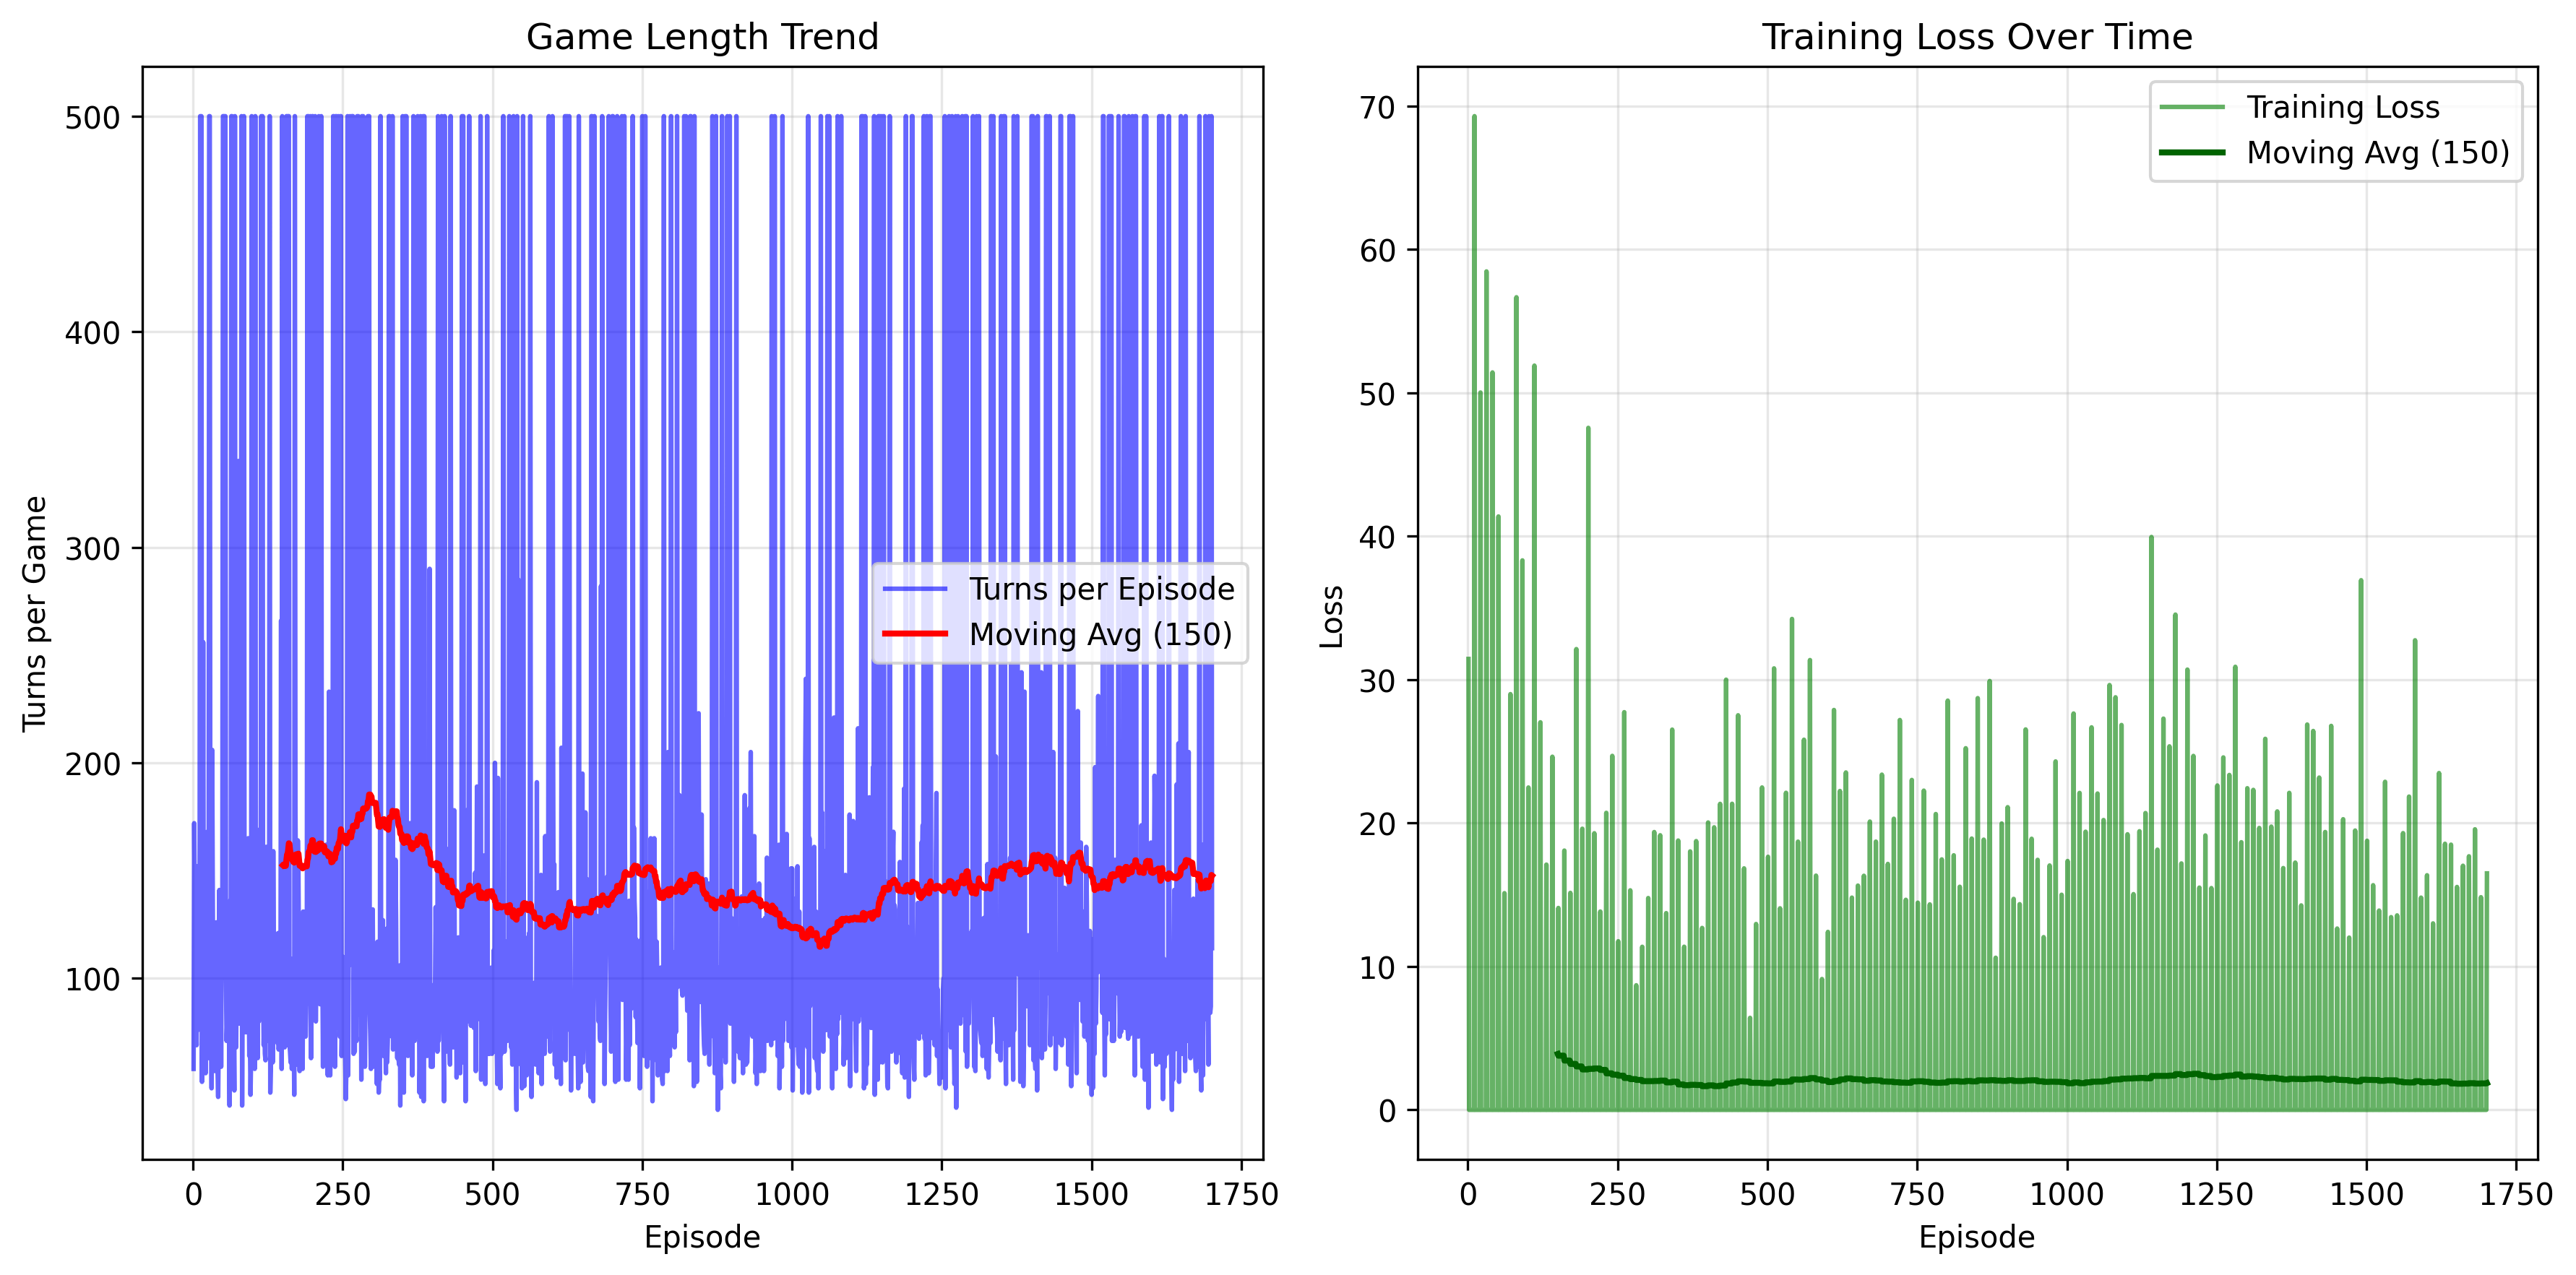 Game Length Trend
500
400
300
200
100
Turns per Game
Turns per Episode
Moving Avg (150)
0 250 500 750 1000 1250 1500 1750
Episode
Training Loss Over Time
70
60
50
40
30
20
10
0
Loss
Training Loss
Moving Avg (150)
0 250 500 750 1000 1250 1500 1750
Episode